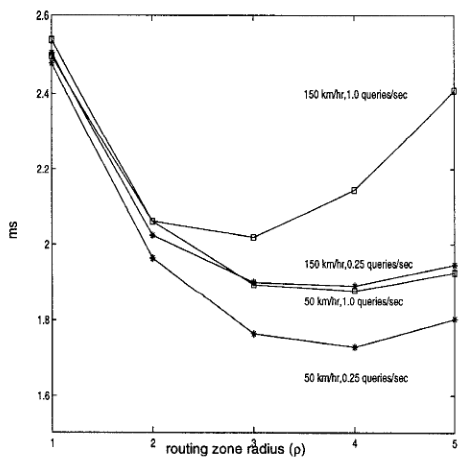 2.6
2.4
150 km/hr,1.0 queries/sec
2.2
ms
2
150 km/hr,0.25 queries/sec
50 km/hr,1.0 queries/sec
1.8
50 km/hr,0.25 queries/sec
1.6
1.5
1 2 3 4 5
routing zone radius (ρ)